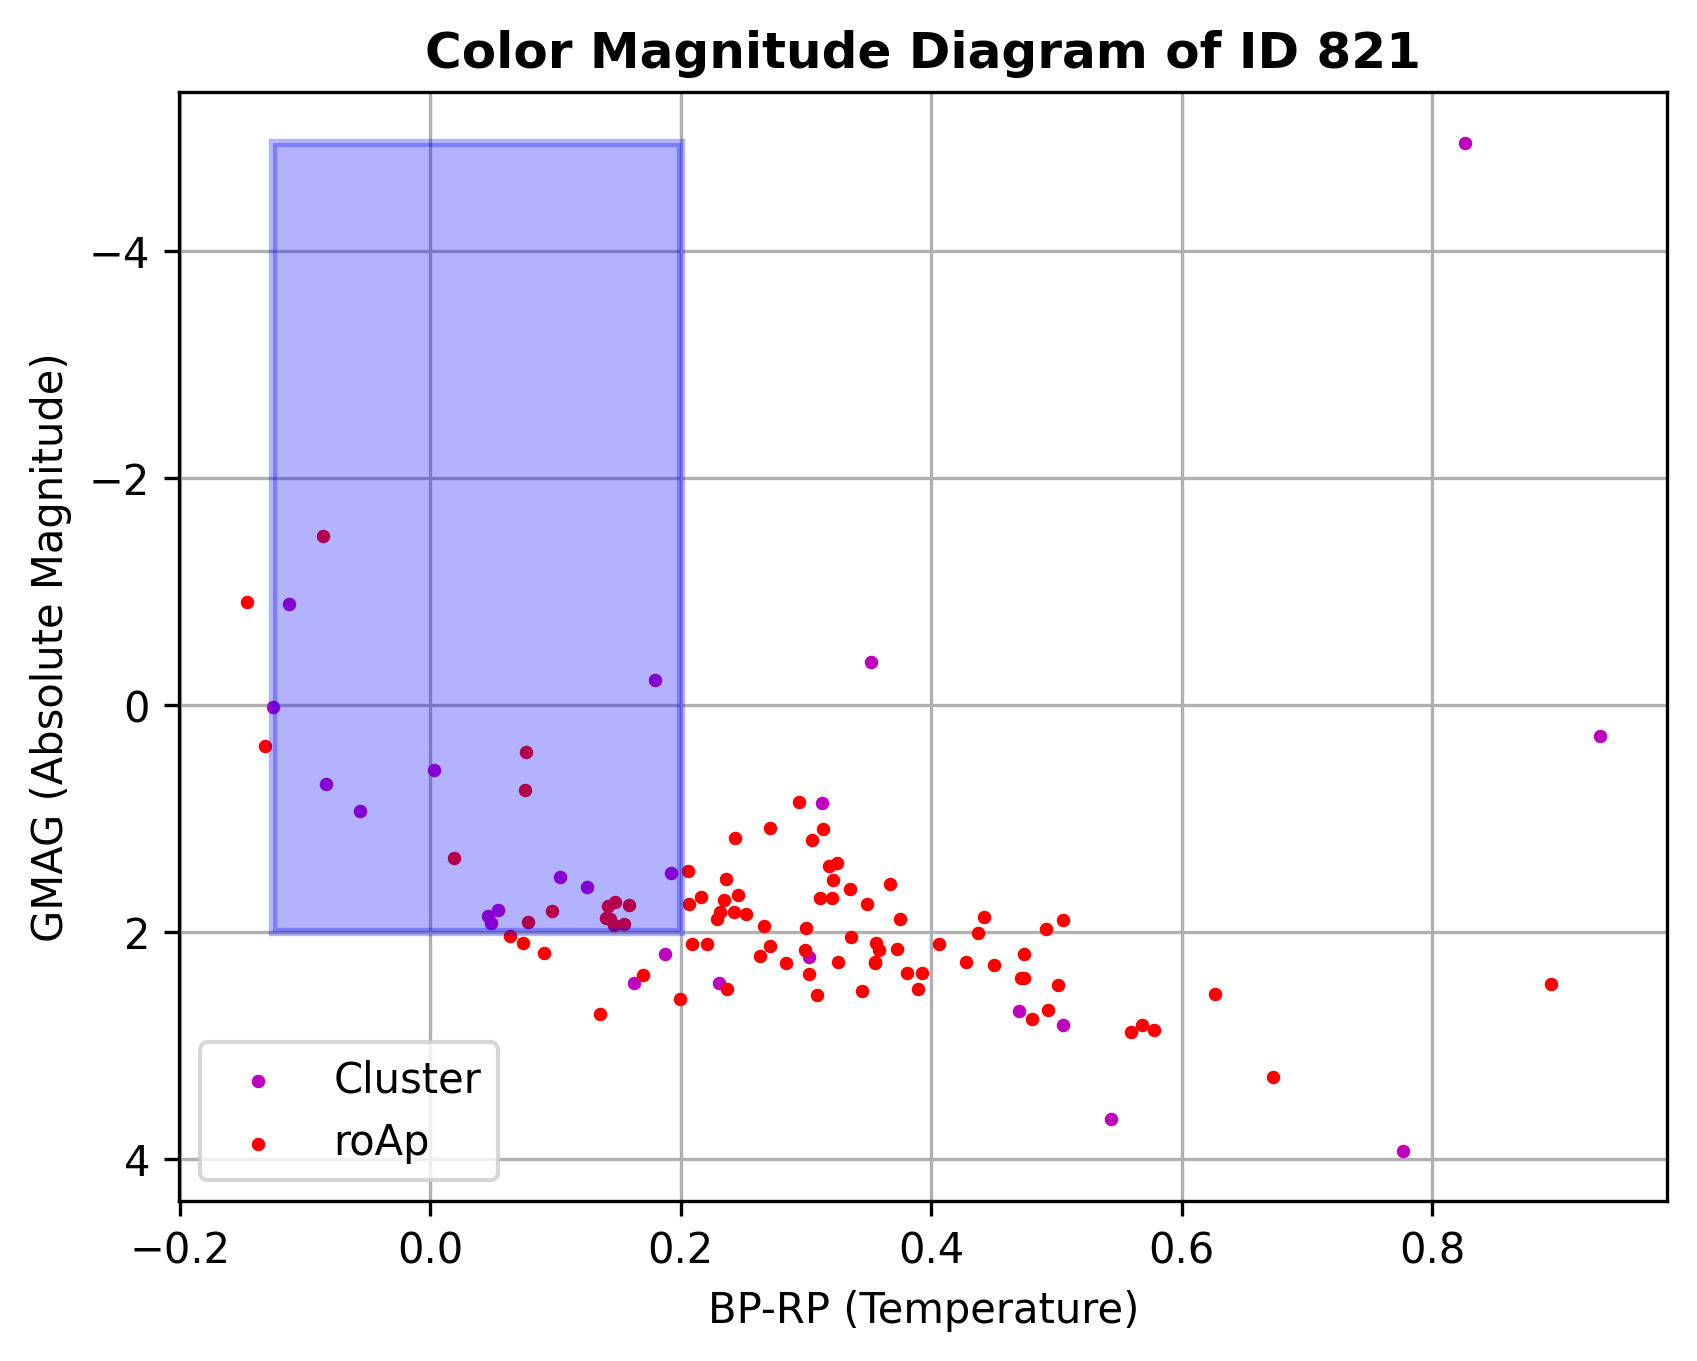 Color Magnitude Diagram of ID 821
GMAG (Absolute Magnitude)
−4
−2
0
2
4
Cluster
roAp
−0.2 0.0 0.2 0.4 0.6 0.8
BP-RP (Temperature)